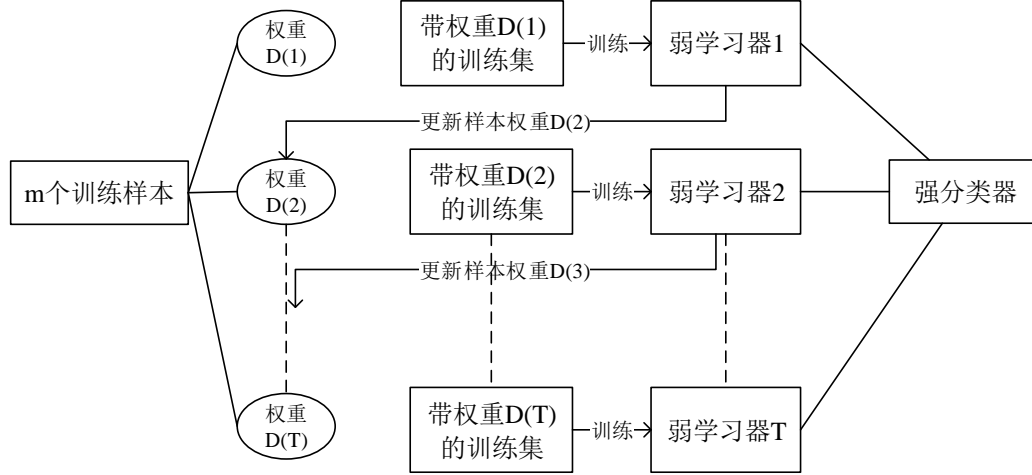 权重
D(1)
带权重D(1)
的训练集
训练
弱学习器1
更新样本权重D(2)
m个训练样本
权重
D(2)
带权重D(2)
的训练集
训练
弱学习器2
强分类器
更新样本权重D(3)
权重
D(T)
带权重D(T)
的训练集
训练
弱学习器T